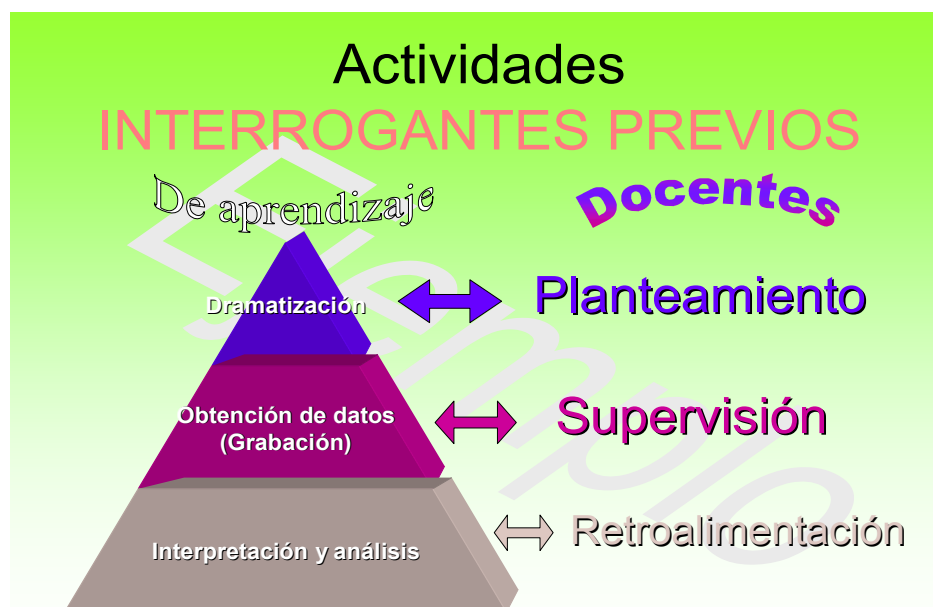 Actividades
INTERROGANTES PREVIOS
De aprendizaje
Docentes
Dramatización
Planteamiento
Obtención de datos
(Grabación)
Supervisión
Interpretación y análisis
Retroalimentación
Ejemplo